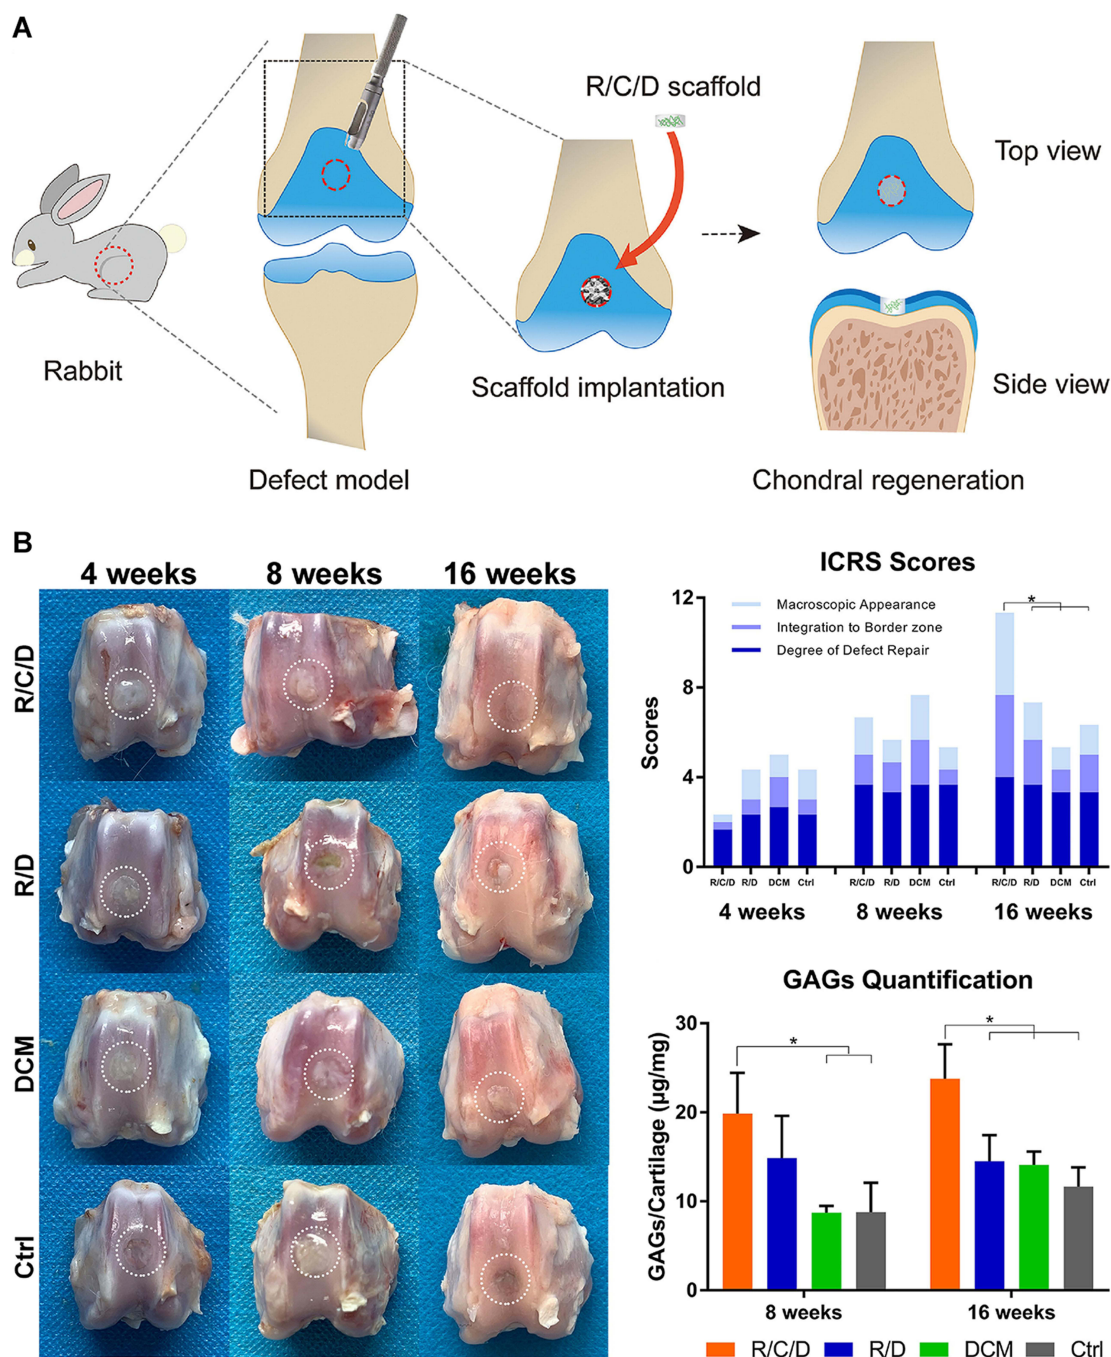 A
R/C/D scaffold
Top view
Rabbit
Scaffold implantation
Side view
Defect model
Chondral regeneration
B
4 weeks
8 weeks
16 weeks
R/C/D
R/D
DCM
Ctrl
ICRS Scores
12
8
4
0
Scores
Macroscopic Appearance
Integration to Border zone
Degree of Defect Repair
*
R/C/D R/D DCM Ctrl
R/C/D R/D DCM Ctrl
R/C/D R/D DCM Ctrl
4 weeks
8 weeks
16 weeks
GAGs Quantification
30
20
10
0
GAGs/Cartilage (µg/mg)
*
*
8 weeks
16 weeks
R/C/D
R/D
DCM
Ctrl